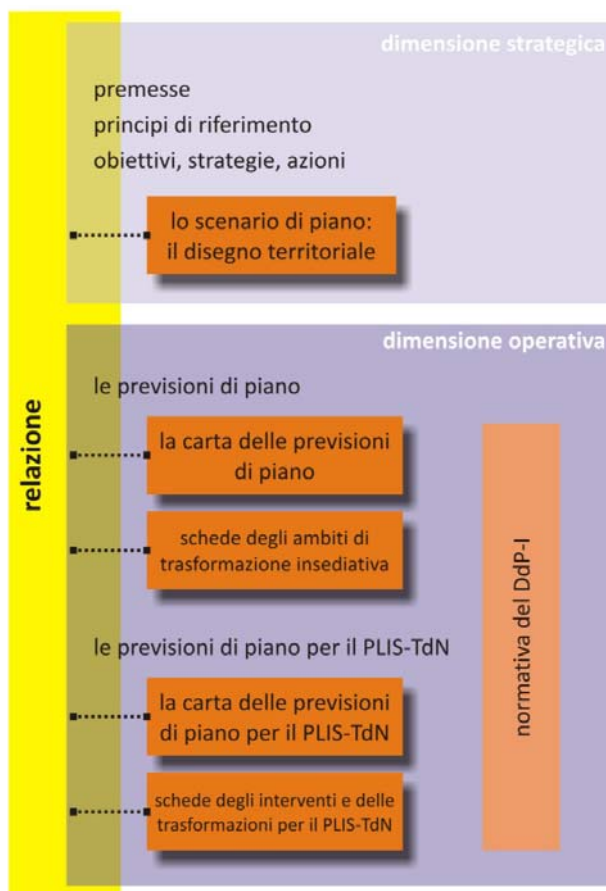 dimensione strategica
premesse
principi di riferimento
obiettivi, strategie, azioni
lo scenario di piano:
il disegno territoriale
dimensione operativa
le previsioni di piano
la carta delle previsioni
di piano
schede degli ambiti di
trasformazione insediativa
le previsioni di piano per il PLIS-TdN
la carta delle previsioni
di piano per il PLIS-TdN
schede degli interventi e delle
trasformazioni per il PLIS-TdN
relazione
normativa del DdP-I